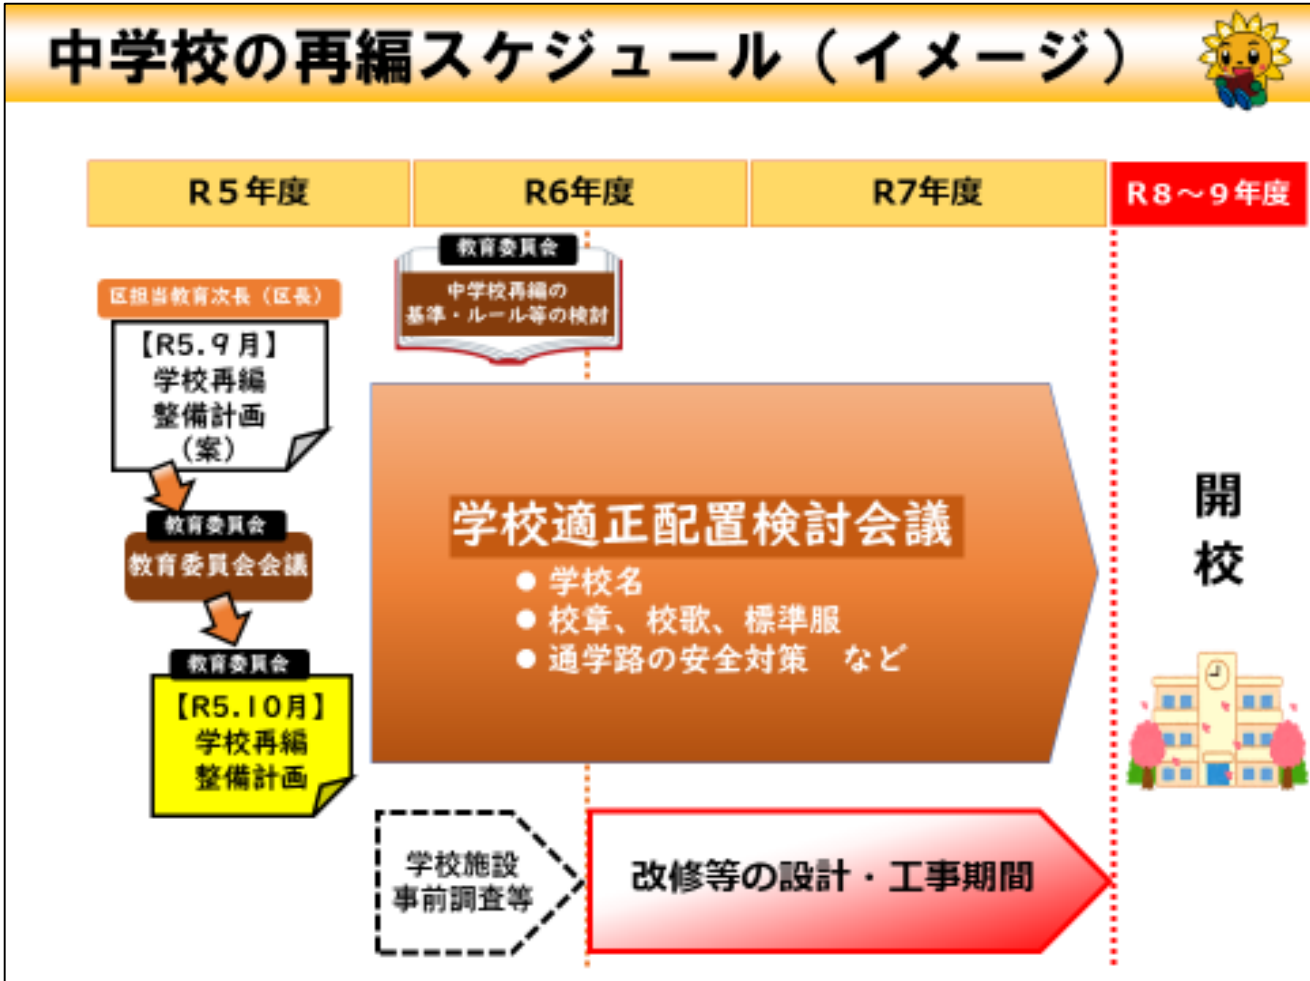 中学校の再編スケジュール（イメージ）
R５年度
R6年度
R7年度
R８～９年度
教育委員会
中学校再編の
基準・ルール等の検討
区担当教育次長（区長）
【R5.９月】
学校再編
整備計画
（案）
教育委員会
教育委員会会議
教育委員会
【R5.10月】
学校再編
整備計画
学校適正配置検討会議
● 学校名
● 校章、校歌、標準服
● 通学路の安全対策　など
開
校
学校施設
事前調査等
改修等の設計・工事期間